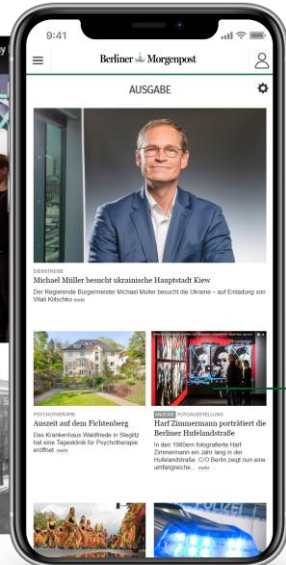 9:41
Berliner Morgenpost
AUSGABE
DIENSTREISE
Michael Müller besucht ukrainische Hauptstadt Kiew
Der Regierende Bürgermeister Michael Müller besucht die Ukraine – auf Einladung von
Vitali Klitschko mehr
PSYCHOTHERAPIE
Auszeit auf dem Fichtenberg
Das Krankenhaus Waldfriede in Steglitz
hat eine Tagesklinik für Psychotherapie
eröffnet. mehr
ANZEIGE FOTOAUSSTELLUNG
Harf Zimmermann porträtiert die
Berliner Hufelandstraße
In den 1980ern fotografierte Harf
Zimmermann ein Jahr lang in der
Hufelandstraße. C/O Berlin zeigt nun eine
umfangreiche... mehr
POLIZEI